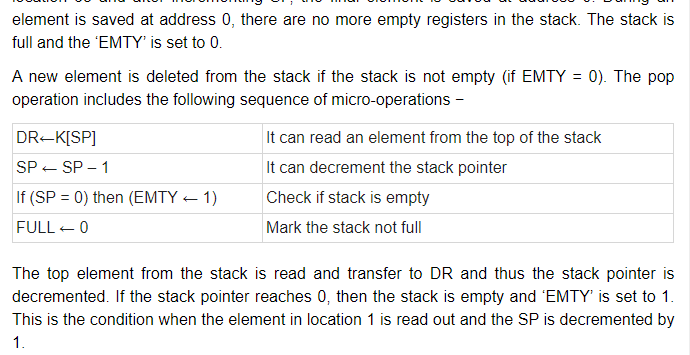 element is saved at address 0, there are no more empty registers in the stack. The stack is
full and the ‘EMTY’ is set to 0.
A new element is deleted from the stack if the stack is not empty (if EMTY = 0). The pop
operation includes the following sequence of micro-operations −
DR←K[SP] It can read an element from the top of the stack
SP ← SP – 1 It can decrement the stack pointer
If (SP = 0) then (EMTY ← 1) Check if stack is empty
FULL ← 0 Mark the stack not full
The top element from the stack is read and transfer to DR and thus the stack pointer is
decremented. If the stack pointer reaches 0, then the stack is empty and ‘EMTY’ is set to 1.
This is the condition when the element in location 1 is read out and the SP is decremented by
1.